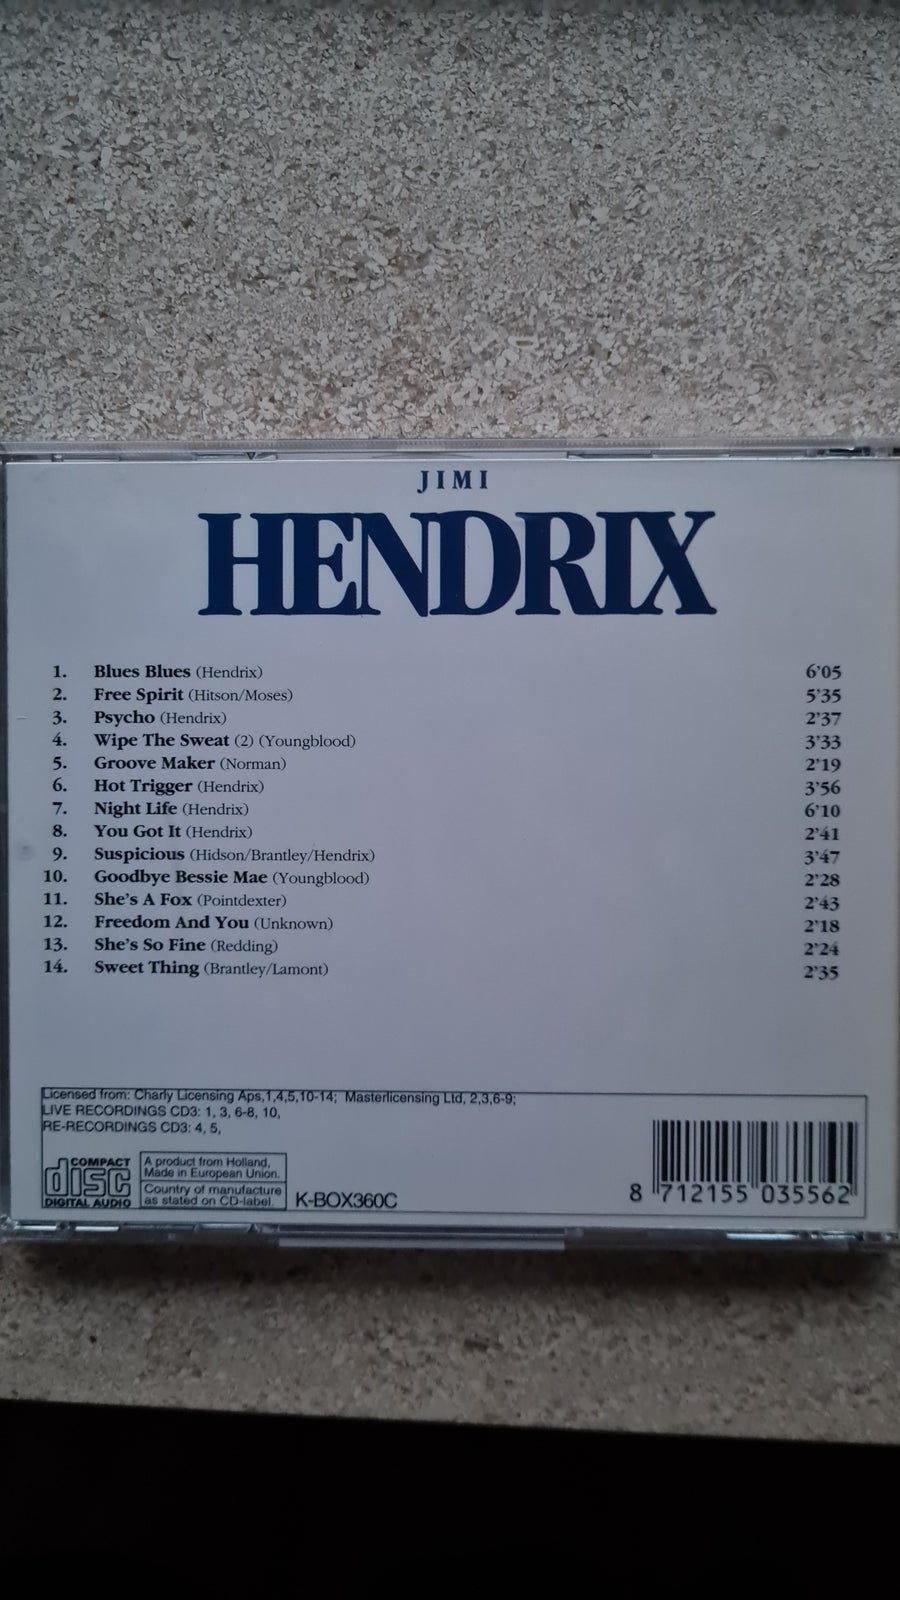 JIMI
HENDRIX
1. Blues Blues (Hendrix) 6'05
2. Free Spirit (Hitson/Moses) 5'35
3. Psycho (Hendrix) 2'37
4. Wipe The Sweat (2) (Youngblood) 3'33
5. Groove Maker (Norman) 2'19
6. Hot Trigger (Hendrix) 3'56
7. Night Life (Hendrix) 6'10
8. You Got It (Hendrix) 2'41
9. Suspicious (Hidson/Brantley/Hendrix) 3'47
10. Goodbye Bessie Mae (Youngblood) 2'28
11. She's A Fox (Pointdexter) 2'43
12. Freedom And You (Unknown) 2'18
13. She's So Fine (Redding) 2'24
14. Sweet Thing (Brantley/Lamont) 2'35
Licensed from: Charly Licensing Aps,1,4,5,10-14; Masterlicensing Ltd, 2,3,6-9;
LIVE RECORDINGS CD3: 1, 3, 6-8, 10,
RE-RECORDINGS CD3: 4, 5,
COMPACT
disc
DIGITAL AUDIO
A product from Holland,
Made in European Union.
Country of manufacture
as stated on CD-label.
K-BOX360C
8 712155 035562